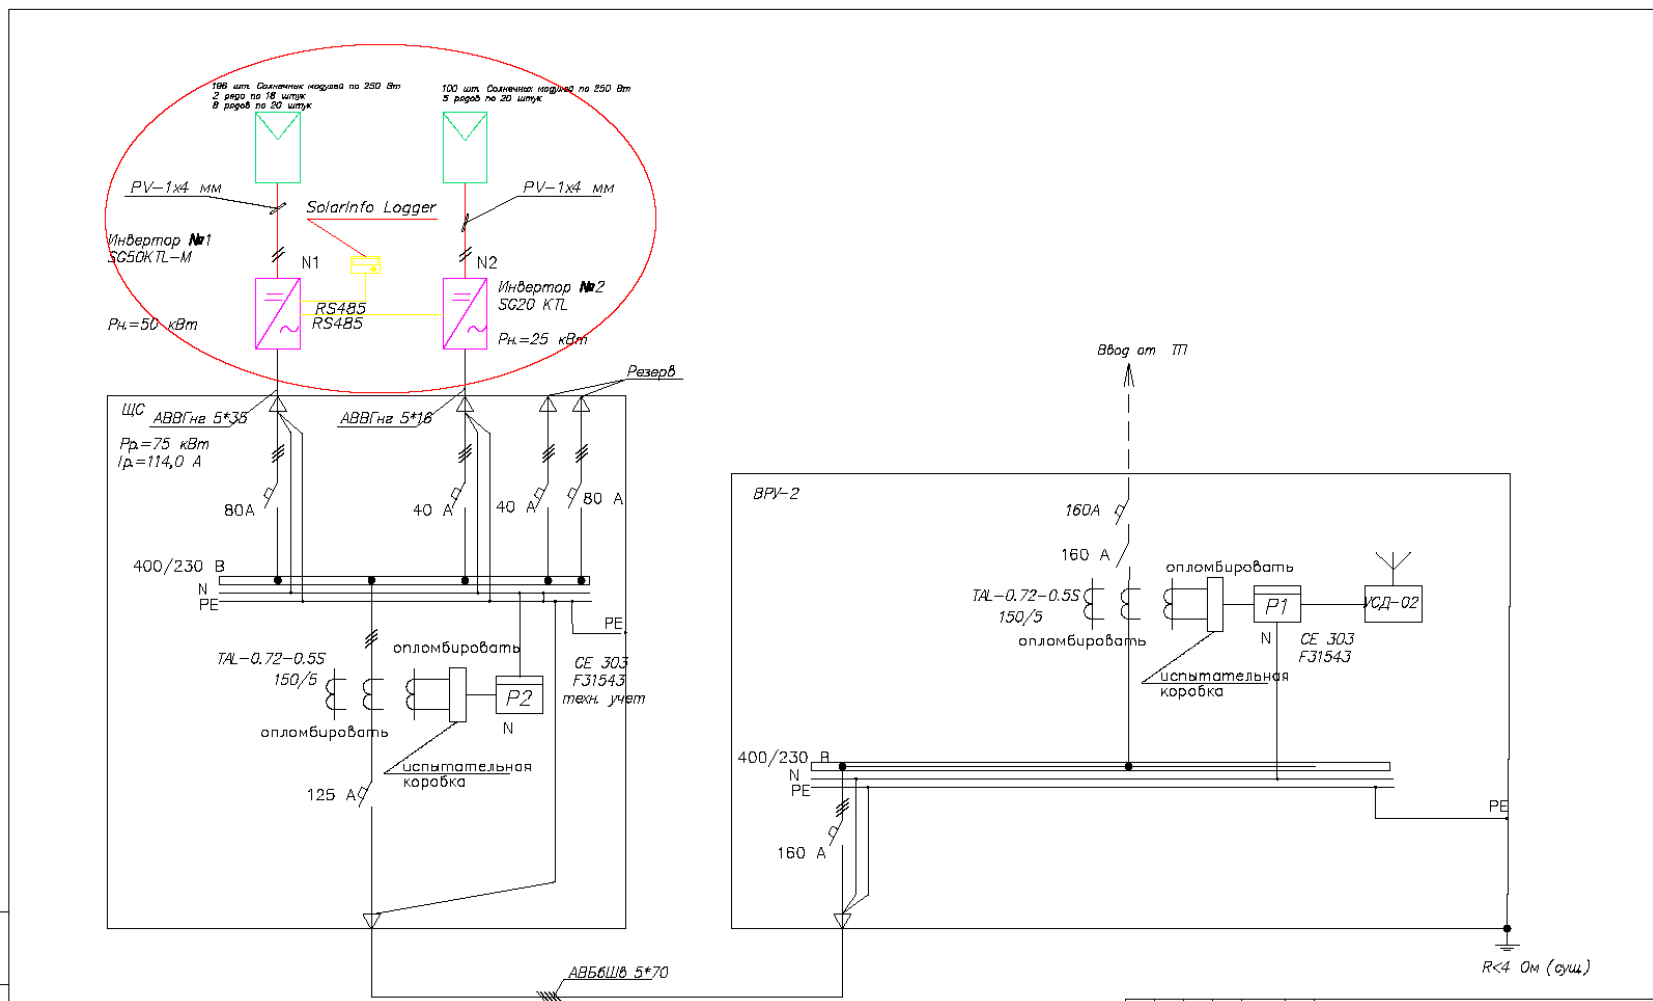 196 шт. Солнечных модулей по 250 Вт
2 ряда по 18 штук
8 рядов по 20 штук
100 шт. Солнечных модулей по 250 Вт
5 рядов по 20 штук
PV-1x4 мм
PV-1x4 мм
SolarInfo Logger
Инвертор №1
SG50KTL-M
N1
N2
Инвертор №2
SG20 KTL
RS485
RS485
Рн.=50 кВт
Рн.=25 кВт
Ввод от ТП
Резерв
ЩС
АВВГнг 5*35
АВВГнг 5*16
Рр.=75 кВт
Iр.=114,0 А
80А
40 А
40 А
80 А
400/230 В
N
PE
PE
опломбировать
TAL-0.72-0.5S
150/5
P2
N
CE 303
F31543
техн. учет
опломбировать
испытательная
коробка
125 А
АВБбШв 5*70
ВРУ-2
160А
160 А
опломбировать
TAL-0.72-0.5S
150/5
P1
УСД-02
опломбировать
N
CE 303
F31543
испытательная
коробка
400/230 В
N
PE
PE
160 А
R<4 Ом (сущ.)